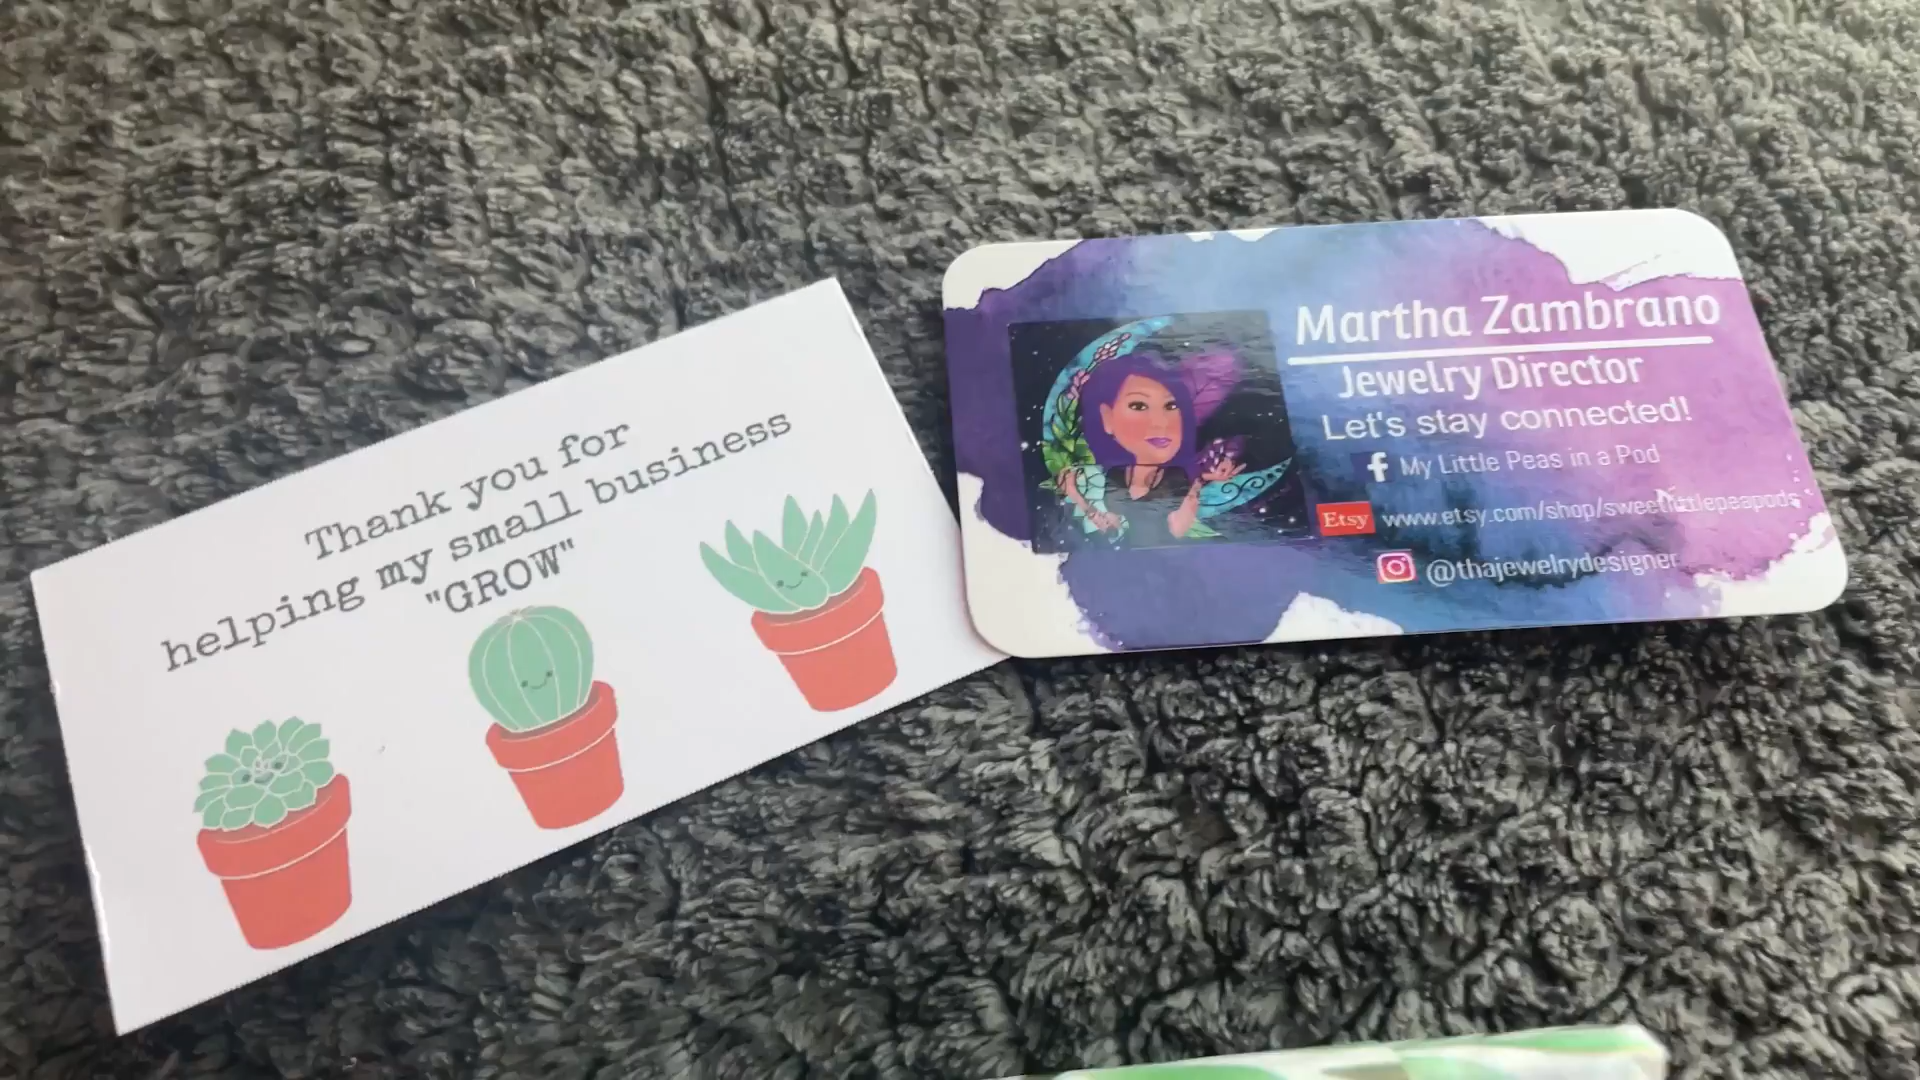 Thank you for
helping my small business
"GROW"
Martha Zambrano
Jewelry Director
Let's stay connected!
f My Little Peas in a Pod
Etsy www.etsy.com/shop/sweetlittlepeapods
@thajewelrydesigner